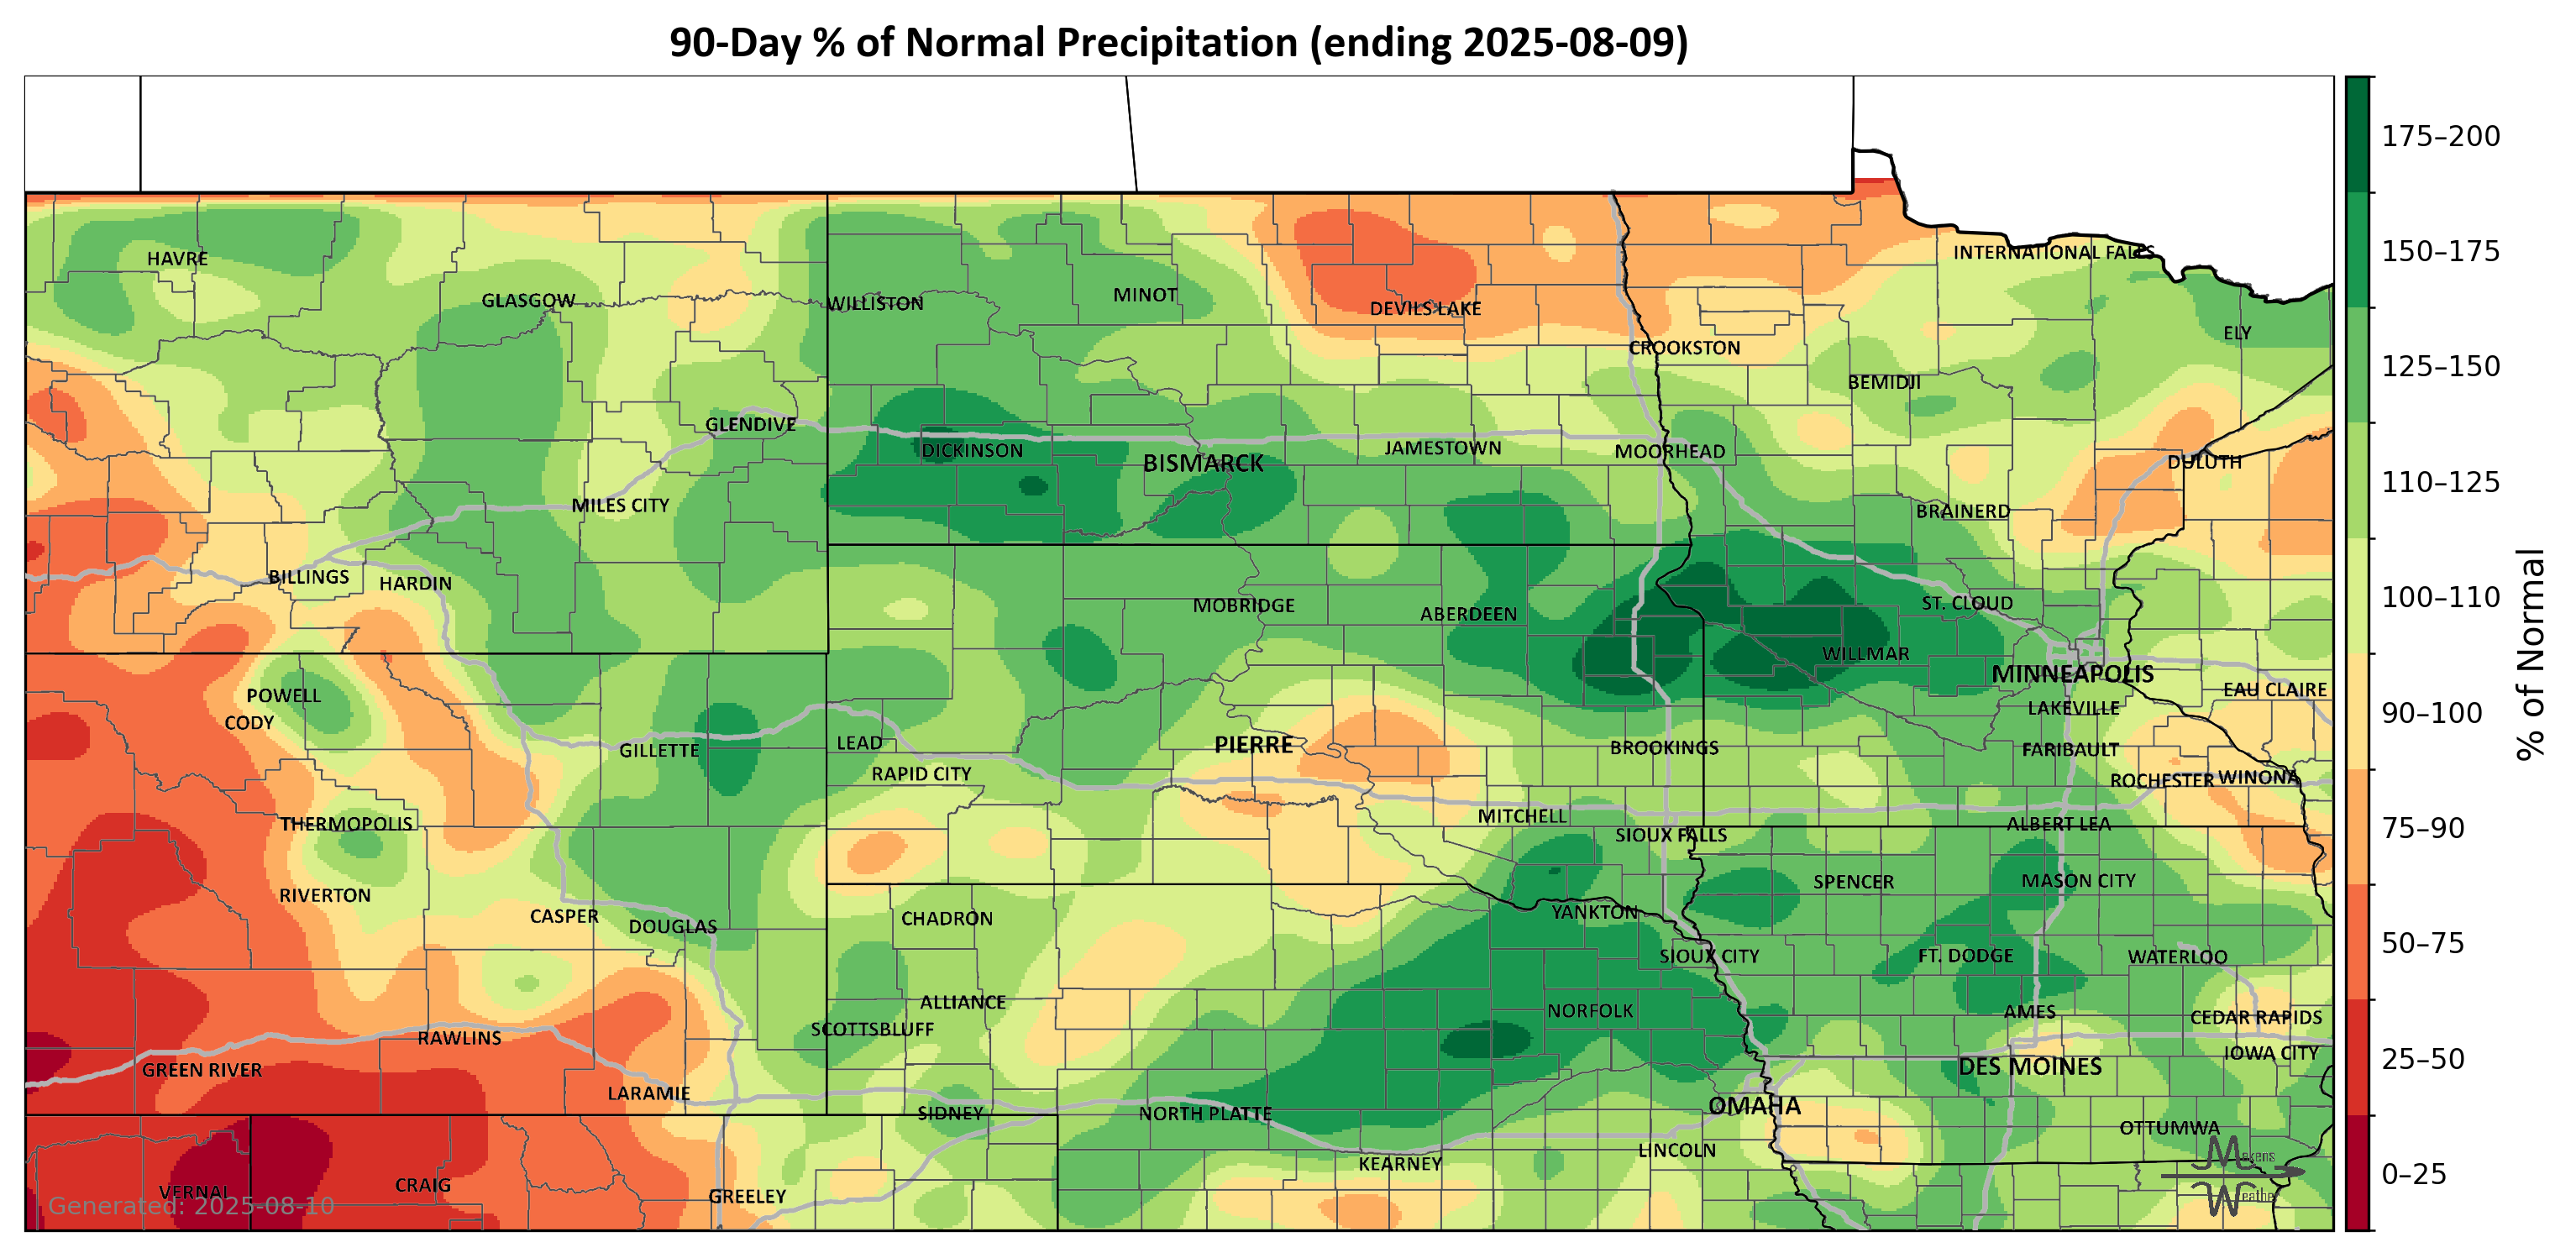 90-Day % of Normal Precipitation (ending 2025-08-09)
175–200
150–175
125–150
110–125
100–110
90–100
75–90
50–75
25–50
0–25
% of Normal
HAVRE
GLASGOW
WILLISTON
MINOT
DEVILS LAKE
INTERNATIONAL FALLS
ELY
CROOKSTON
BEMIDJI
GLENDIVE
DICKINSON
BISMARCK
JAMESTOWN
MOORHEAD
DULUTH
MILES CITY
BRAINERD
BILLINGS
HARDIN
MOBRIDGE
ABERDEEN
ST. CLOUD
WILLMAR
MINNEAPOLIS
EAU CLAIRE
POWELL
CODY
LAKEVILLE
GILLETTE
LEAD
PIERRE
BROOKINGS
FARIBAULT
RAPID CITY
ROCHESTER
WINONA
THERMOPOLIS
MITCHELL
SIOUX FALLS
ALBERT LEA
RIVERTON
SPENCER
MASON CITY
CASPER
DOUGLAS
CHADRON
YANKTON
SIOUX CITY
FT. DODGE
WATERLOO
ALLIANCE
NORFOLK
AMES
CEDAR RAPIDS
SCOTTSBLUFF
RAWLINS
IOWA CITY
GREEN RIVER
DES MOINES
LARAMIE
SIDNEY
NORTH PLATTE
OMAHA
OTTUMWA
LINCOLN
KEARNEY
VERNAL
CRAIG
GREELEY
Generated: 2025-08-10
Makens
Weather